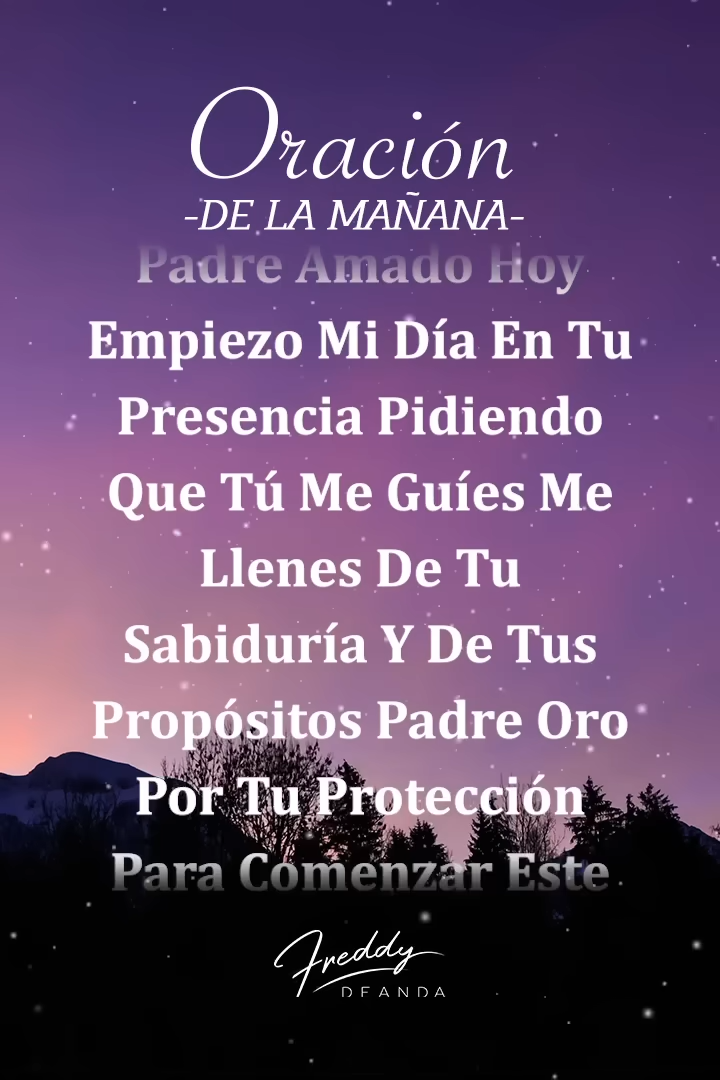 Oración
-DE LA MAÑANA-
Padre Amado Hoy
Empiezo Mi Día En Tu
Presencia Pidiendo
Que Tú Me Guíes Me
Llenes De Tu
Sabiduría Y De Tus
Propósitos Padre Oro
Por Tu Protección
Para Comenzar Este
Freddy
DEANDA